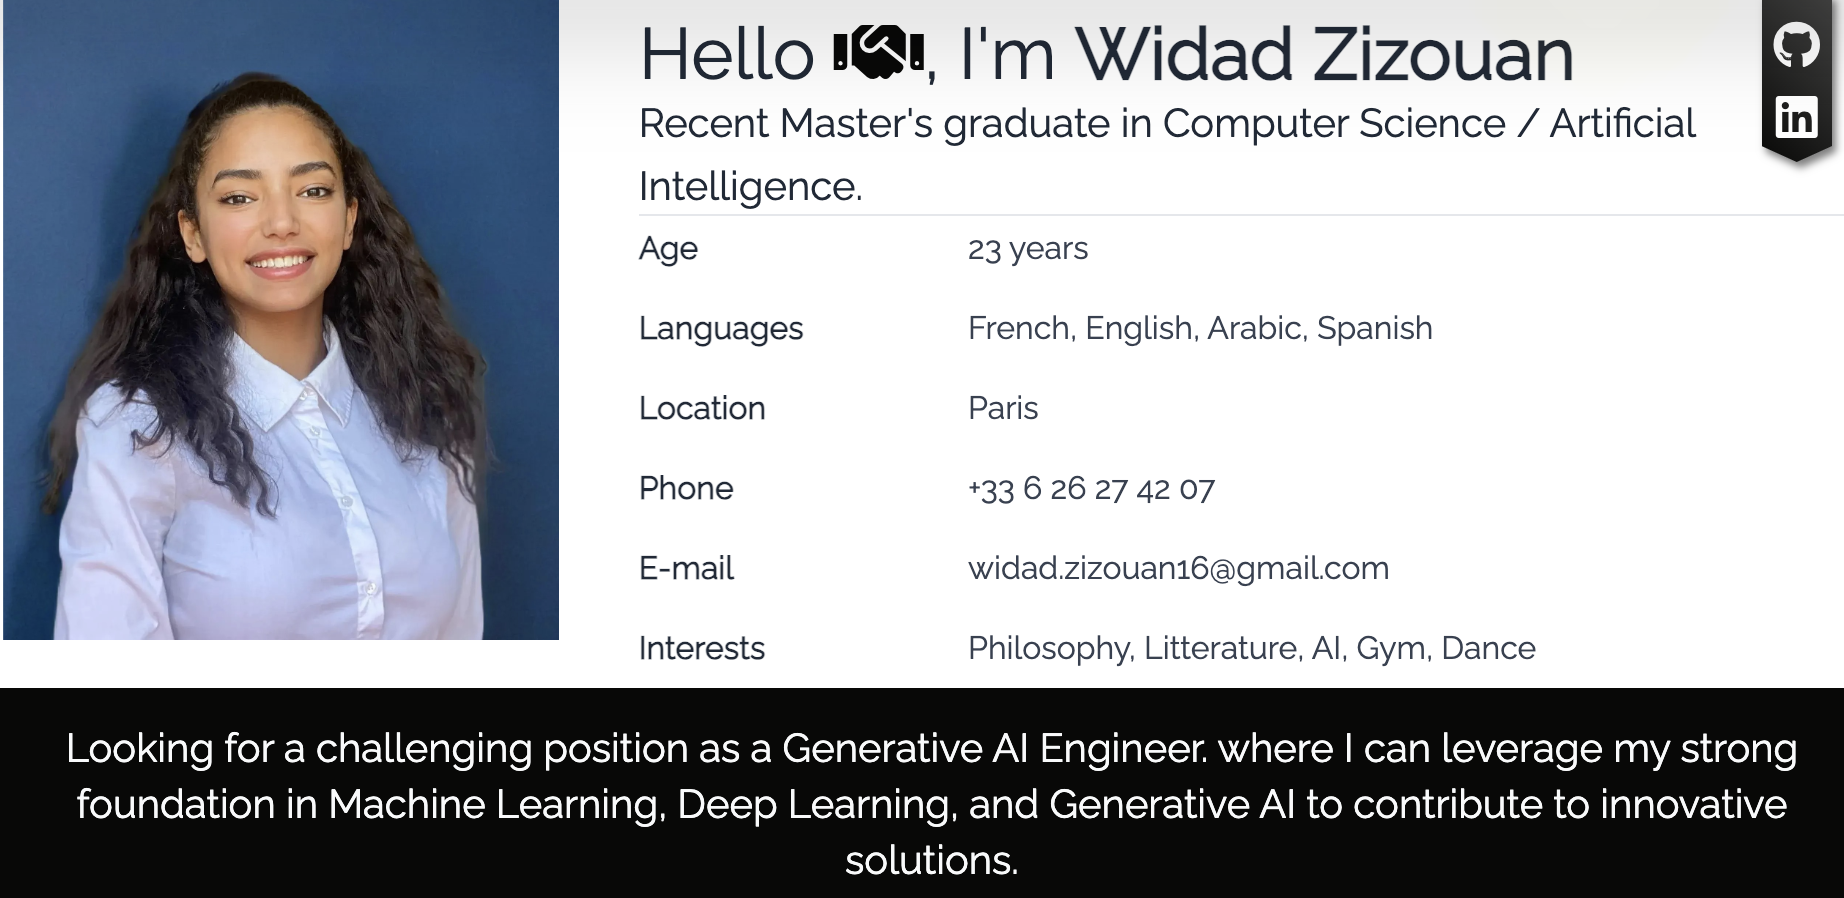 Hello , I'm Widad Zizouan
Recent Master's graduate in Computer Science / Artificial
Intelligence.
Age 23 years
Languages French, English, Arabic, Spanish
Location Paris
Phone +33 6 26 27 42 07
E-mail widad.zizouan16@gmail.com
Interests Philosophy, Litterature, AI, Gym, Dance
in
Looking for a challenging position as a Generative AI Engineer. where I can leverage my strong
foundation in Machine Learning, Deep Learning, and Generative AI to contribute to innovative
solutions.